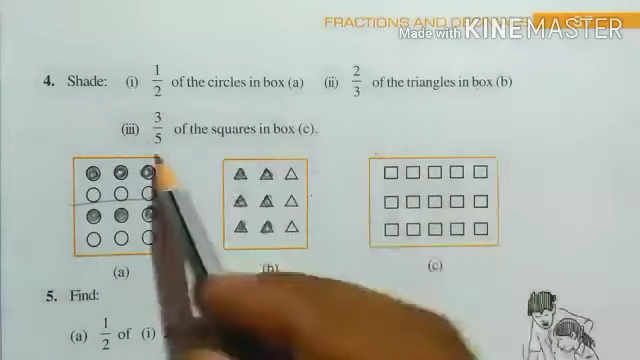 FRACTIONS AND
Made with KINEMASTER
4. Shade: (i) 1/2 of the circles in box (a) (ii) 2/3 of the triangles in box (b)
(iii) 3/5 of the squares in box (c).
(a) (b) (c)
5. Find:
(a) 1/2 of (i)